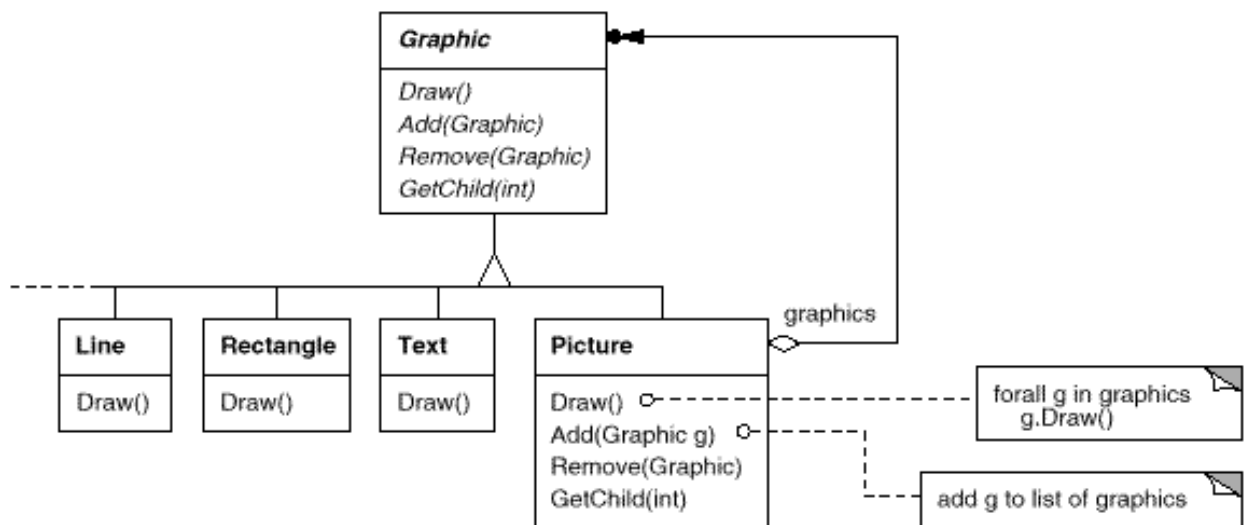 Graphic
Draw()
Add(Graphic)
Remove(Graphic)
GetChild(int)
graphics
Line
Draw()
Rectangle
Draw()
Text
Draw()
Picture
Draw()
Add(Graphic g)
Remove(Graphic)
GetChild(int)
forall g in graphics
g.Draw()
add g to list of graphics